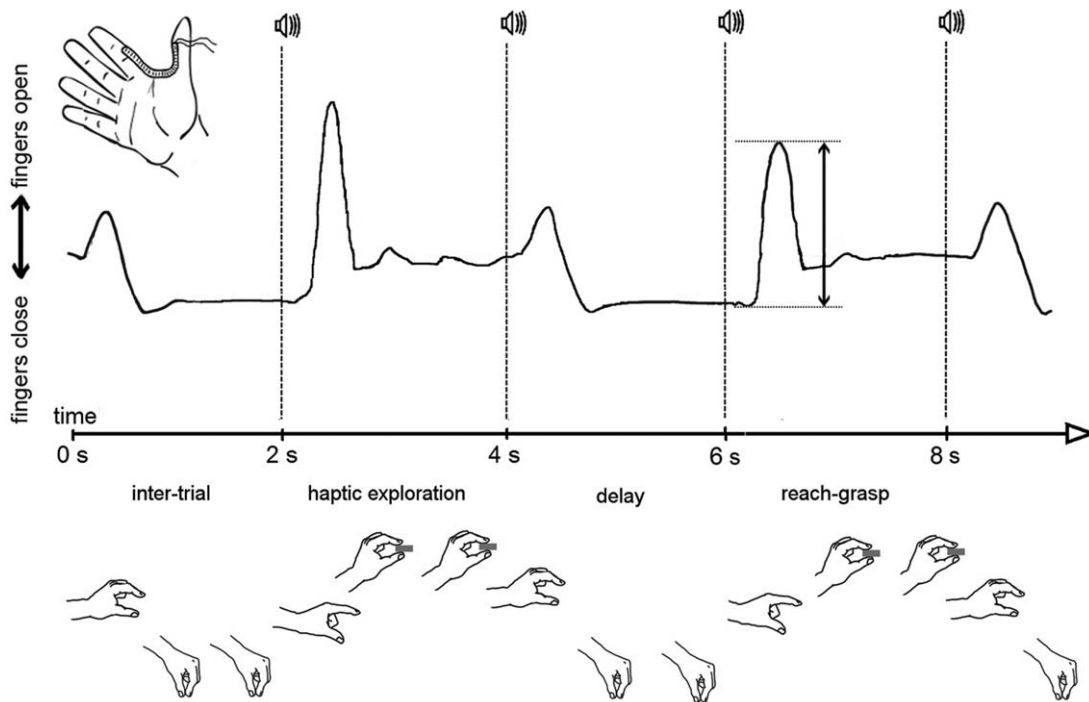 fingers close
fingers open
time
0 s
2 s
4 s
6 s
8 s
inter-trial
haptic exploration
delay
reach-grasp